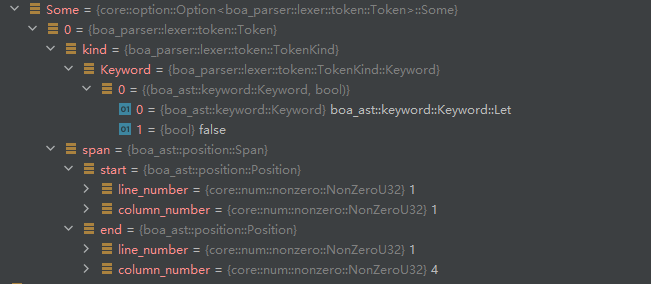 Some = {core::option::Option<boa_parser::lexer::token::Token>::Some}
0 = {boa_parser::lexer::token::Token}
kind = {boa_parser::lexer::token::TokenKind}
Keyword = {boa_parser::lexer::token::TokenKind::Keyword}
0 = {(boa_ast::keyword::Keyword, bool)}
01 0 = {boa_ast::keyword::Keyword} boa_ast::keyword::Keyword::Let
01 1 = {bool} false
span = {boa_ast::position::Span}
start = {boa_ast::position::Position}
line_number = {core::num::nonzero::NonZeroU32} 1
column_number = {core::num::nonzero::NonZeroU32} 1
end = {boa_ast::position::Position}
line_number = {core::num::nonzero::NonZeroU32} 1
column_number = {core::num::nonzero::NonZeroU32} 4